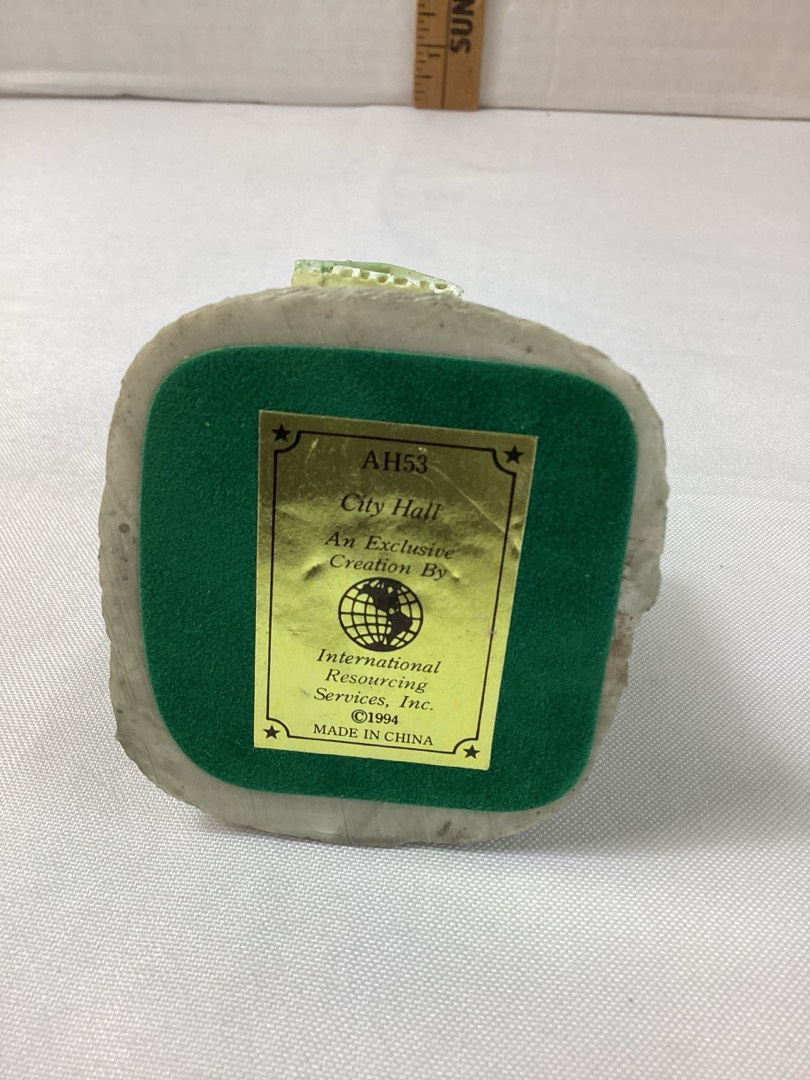 SUN
AH53
City Hall
An Exclusive
Creation By
International
Resourcing
Services, Inc.
©1994
MADE IN CHINA